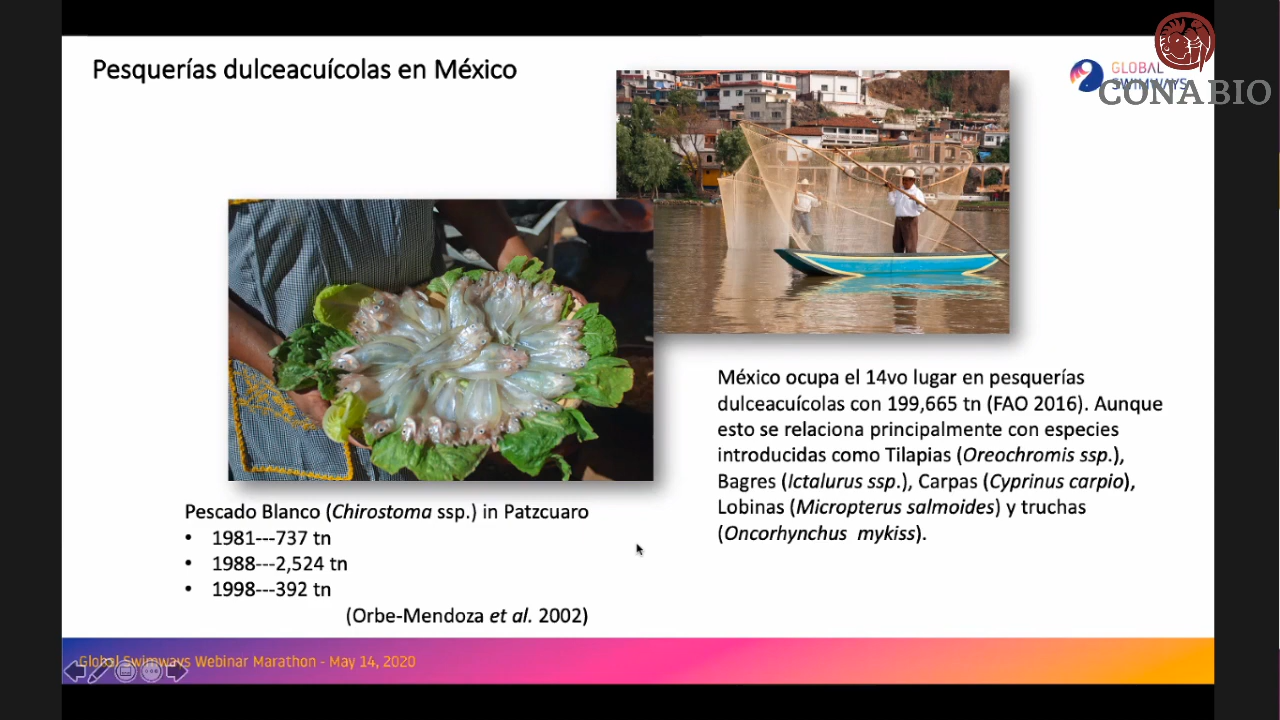 Pesquerías dulceacuícolas en México
GLOBAL
SWIMWAYS
CONABIO
México ocupa el 14vo lugar en pesquerías
dulceacuícolas con 199,665 tn (FAO 2016). Aunque
esto se relaciona principalmente con especies
introducidas como Tilapias (Oreochromis ssp.),
Bagres (Ictalurus ssp.), Carpas (Cyprinus carpio),
Lobinas (Micropterus salmoides) y truchas
(Oncorhynchus mykiss).
Pescado Blanco (Chirostoma ssp.) in Patzcuaro
• 1981---737 tn
• 1988---2,524 tn
• 1998---392 tn
(Orbe-Mendoza et al. 2002)
Global Swimways Webinar Marathon - May 14, 2020